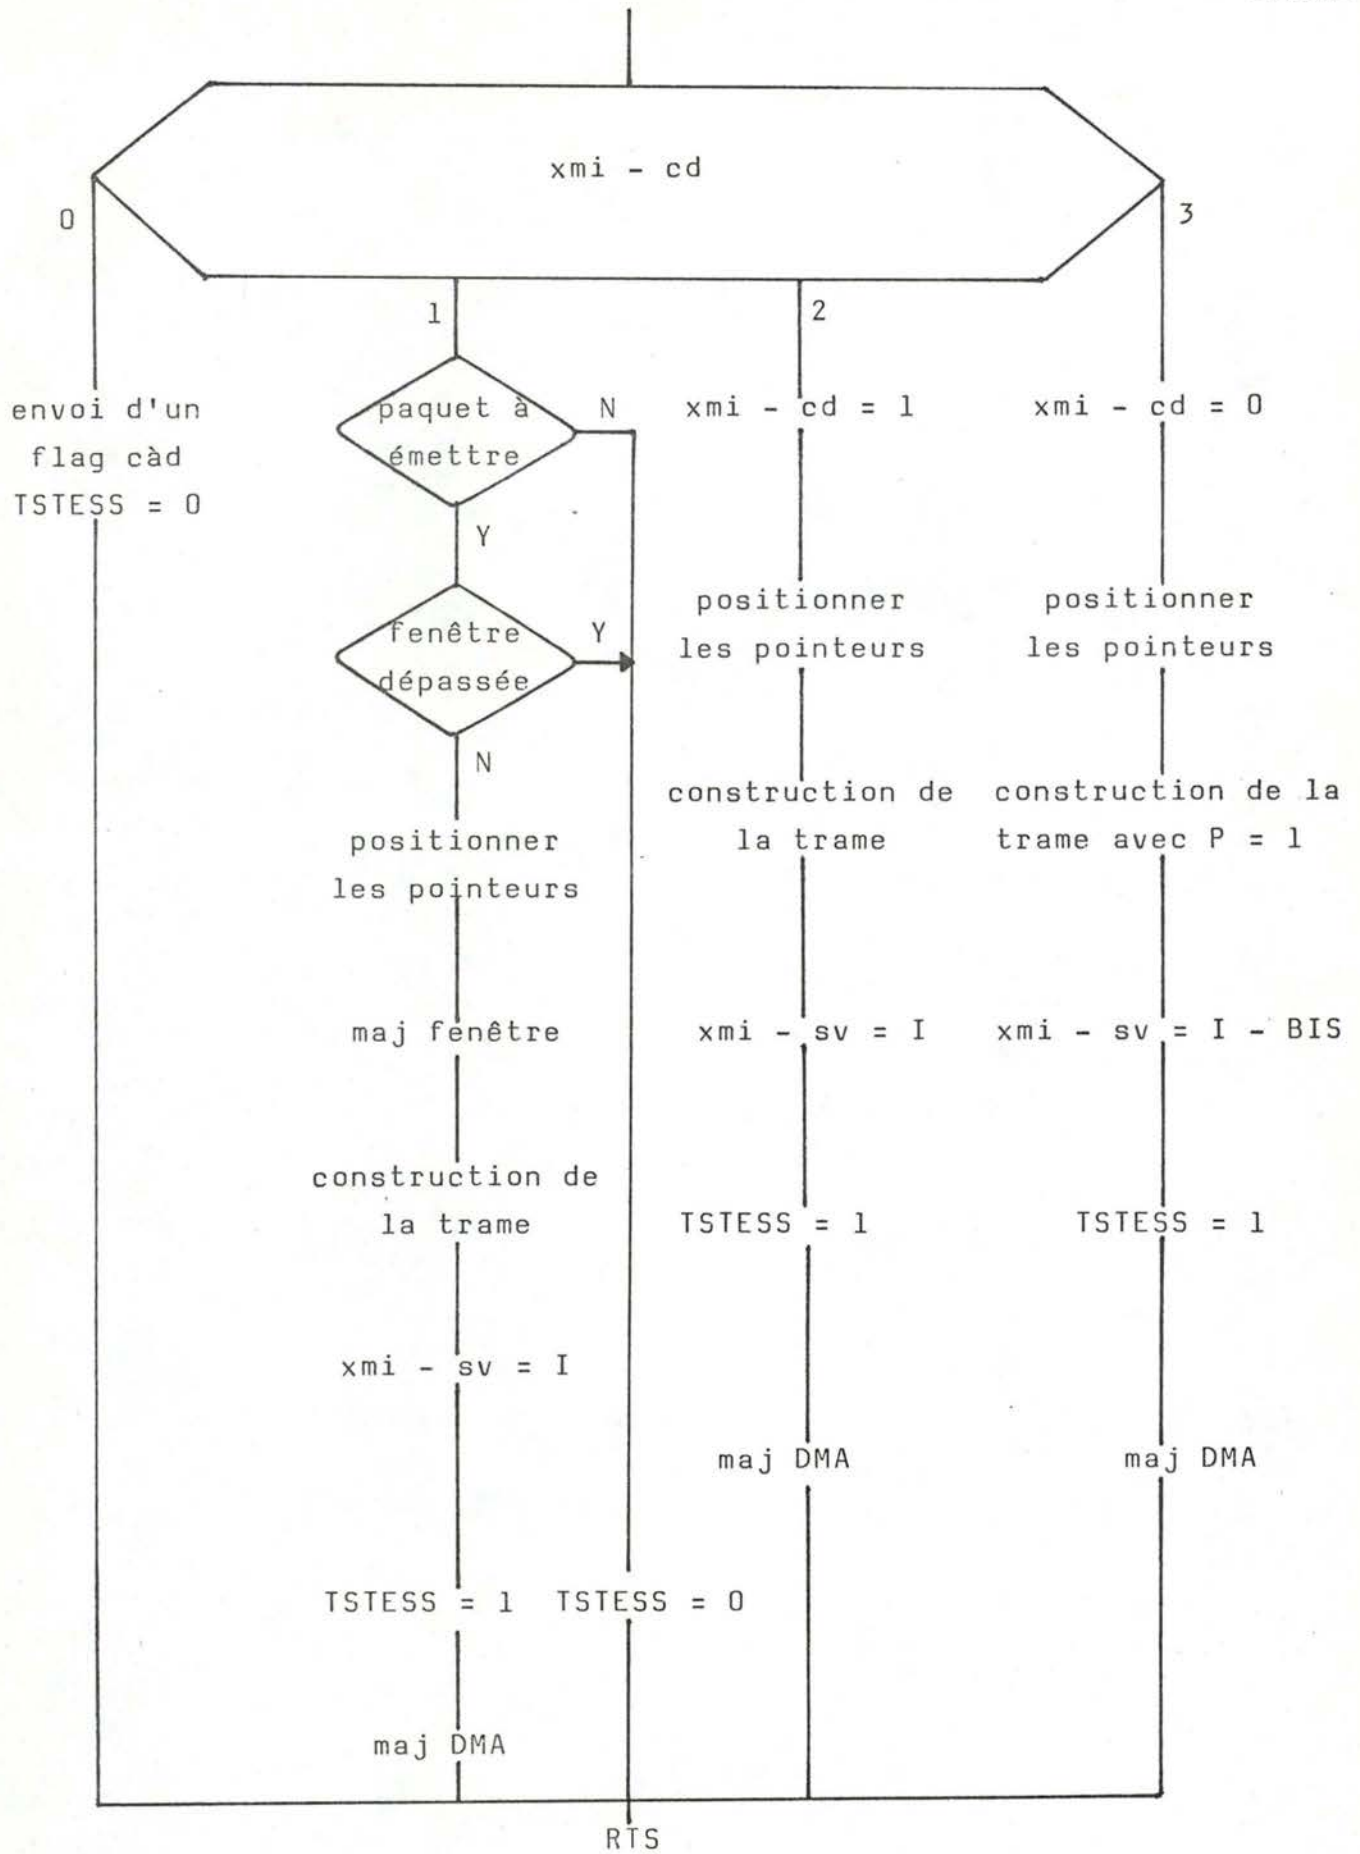 xmi - cd
0
3
1
2
envoi d'un
flag càd
TSTESS = 0
paquet à
émettre
N
Y
fenêtre
dépassée
Y
N
positionner
les pointeurs
maj fenêtre
construction de
la trame
xmi - sv = I
TSTESS = 1
maj DMA
TSTESS = 0
xmi - cd = 1
positionner
les pointeurs
construction de
la trame
xmi - sv = I
TSTESS = 1
maj DMA
xmi - cd = 0
positionner
les pointeurs
construction de la
trame avec P = 1
xmi - sv = I - BIS
TSTESS = 1
maj DMA
RTS